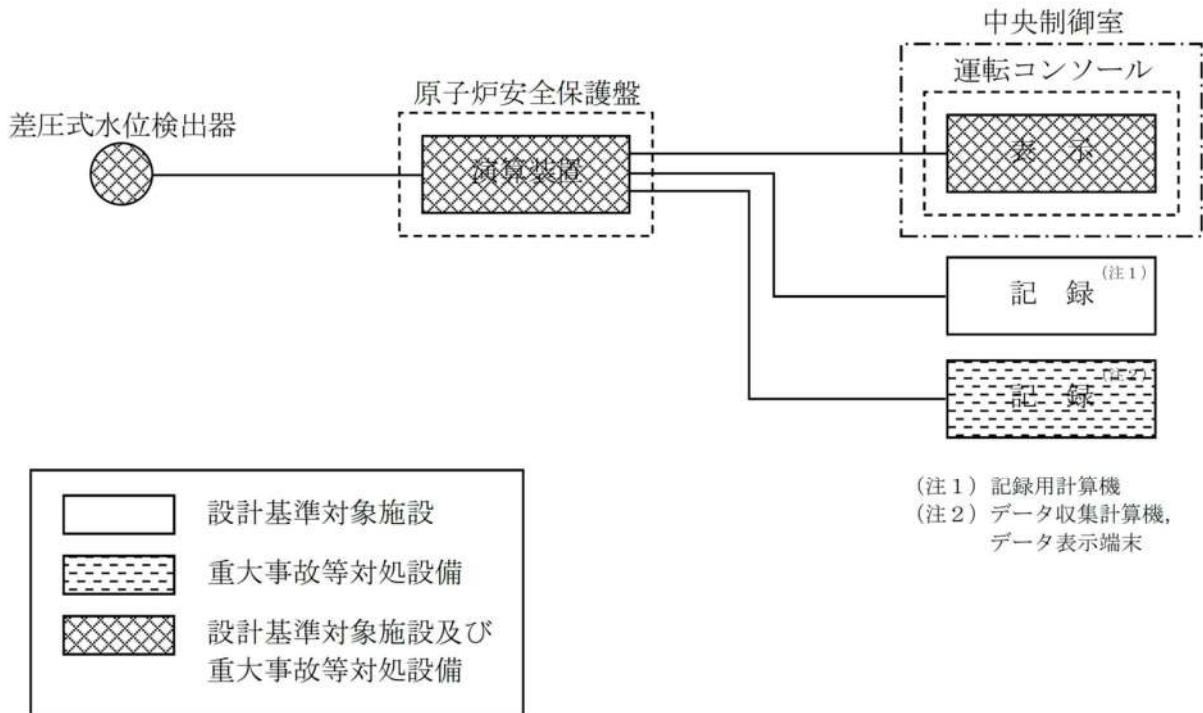 中央制御室
運転コンソール
原子炉安全保護盤
差圧式水位検出器
演算装置
表　示
記　録（注１）
記　録（注２）
（注１）記録用計算機
（注２）データ収集計算機，
データ表示端末
設計基準対象施設
重大事故等対処設備
設計基準対象施設及び
重大事故等対処設備